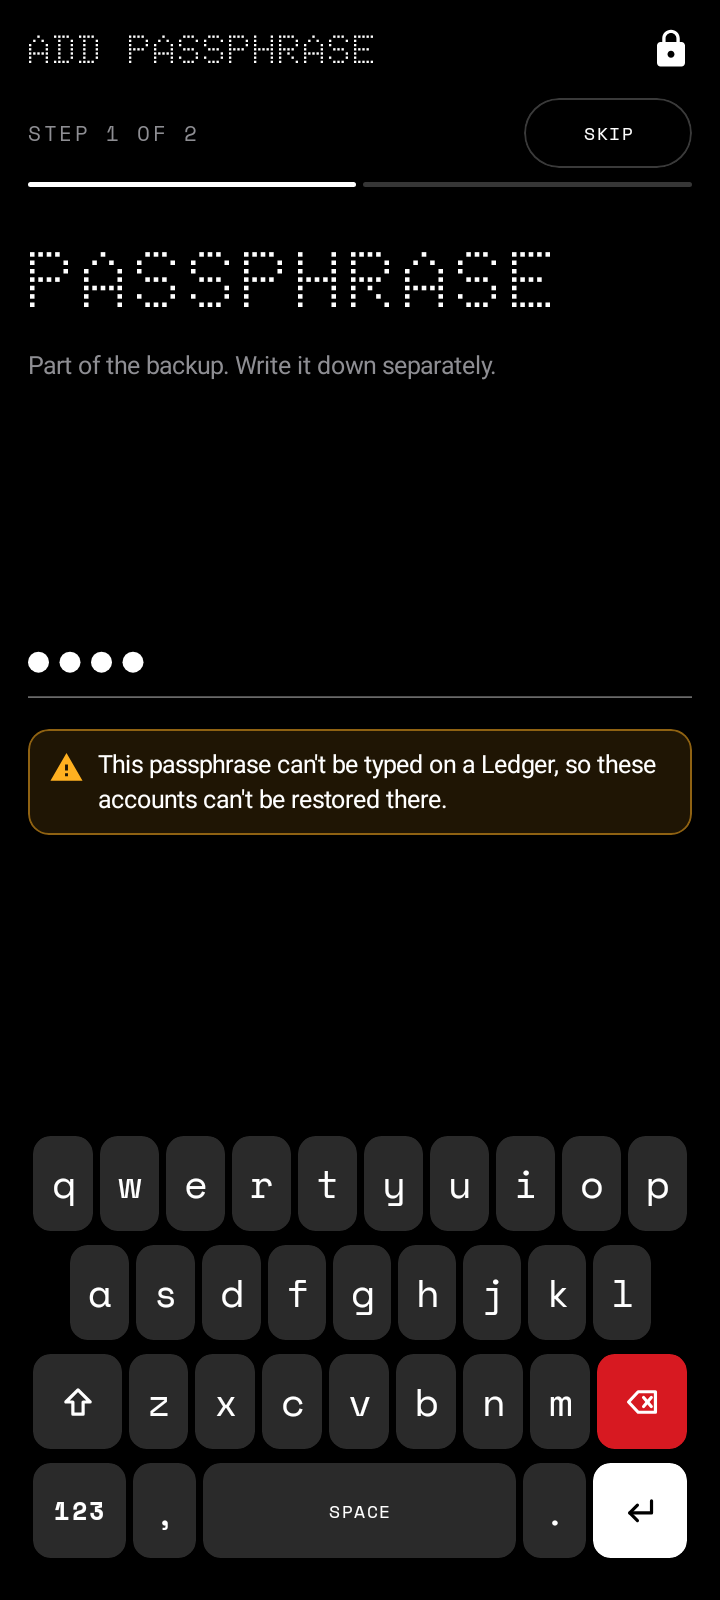 ADD PASSPHRASE
STEP 1 OF 2
SKIP
PASSPHRASE
Part of the backup. Write it down separately.
This passphrase can't be typed on a Ledger, so these
accounts can't be restored there.
q w e r t y u i o p
a s d f g h j k l
z x c v b n m
123 , SPACE .